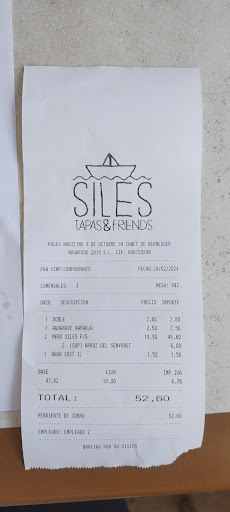 SILES
TAPAS & FRIENDS
PASEO MARITIMO 9 DE OCTUBRE CANET DE BERENGUER
2015 S.L. CIF.
FRA SIMP.COMPROBANTE FECHA:24/02/2024
COMENSALES: 3 MESA: 042
UNID. DESCRIPCIÓN PRECIO IMPORTE
1 DOBLE 2.80 2.80
1 NARANJA 2.50 2.50
2 MENU SILES F/S 19.90 45.80
2 (SUP) ARROZ DEL SENYORET 6.00
1 AGUA SOST 1L 1.50 1.50
BASE %IVA IMP.IVA
47.82 10.00 4.78
TOTAL: 52,60
PENDIENTE DE COBRO 52.60
EMPLEADO: EMPLEADO 2
GRACIAS POR SU VISITA